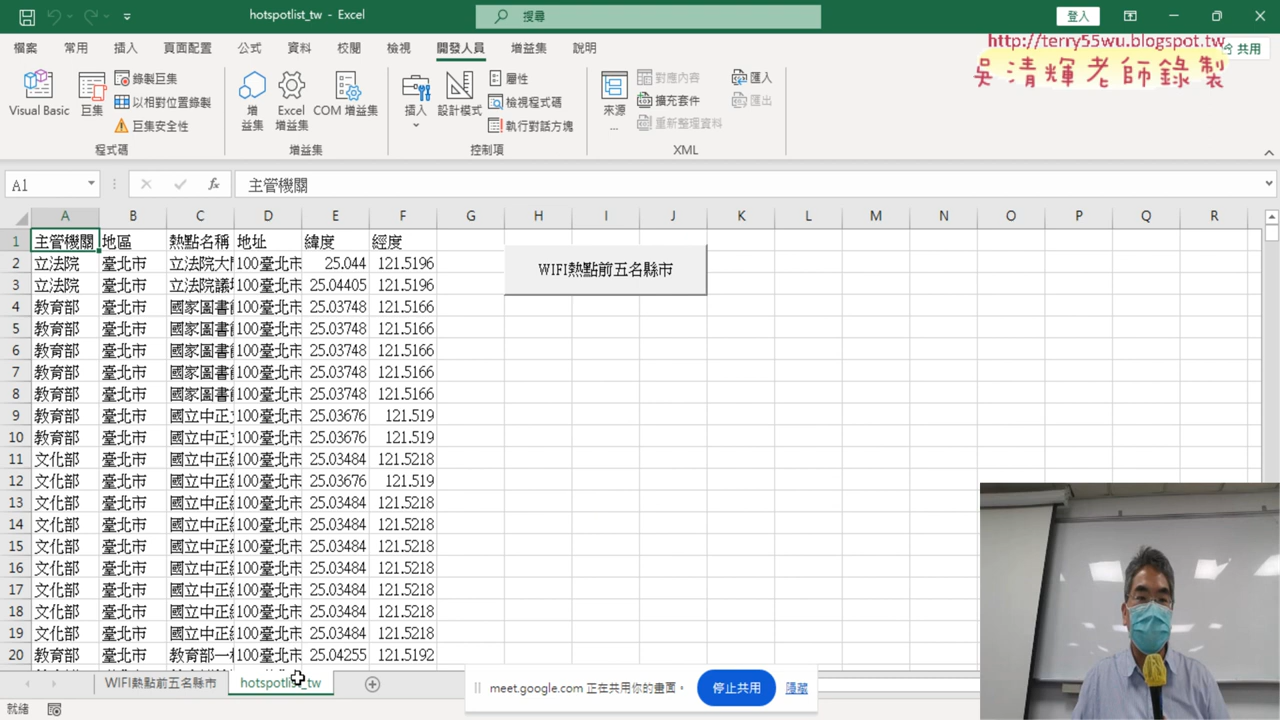 hotspotlist_tw - Excel
搜尋
登入
檔案 常用 插入 頁面配置 公式 資料 校閱 檢視 開發人員 增益集 說明
共用
http://terry55wu.blogspot.tw
吳清輝老師錄製
Visual Basic
巨集
錄製巨集
以相對位置錄製
巨集安全性
程式碼
增
益集
Excel
增益集
COM 增益集
增益集
插入
設計模式
屬性
檢視程式碼
執行對話方塊
控制項
來源
...
對應內容
擴充套件
重新整理資料
匯入
匯出
XML
A1 fx 主管機關
A B C D E F G H I J K L M N O P Q R
1 主管機關 地區 熱點名稱 地址 緯度 經度
2 立法院 臺北市 立法院大 100臺北市 25.044 121.5196
3 立法院 臺北市 立法院議 100臺北市 25.04405 121.5196
4 教育部 臺北市 國家圖書 100臺北市 25.03748 121.5166
5 教育部 臺北市 國家圖書 100臺北市 25.03748 121.5166
6 教育部 臺北市 國家圖書 100臺北市 25.03748 121.5166
7 教育部 臺北市 國家圖書 100臺北市 25.03748 121.5166
8 教育部 臺北市 國家圖書 100臺北市 25.03748 121.5166
9 教育部 臺北市 國立中正 100臺北市 25.03676 121.519
10 教育部 臺北市 國立中正 100臺北市 25.03676 121.519
11 文化部 臺北市 國立中正 100臺北市 25.03484 121.5218
12 文化部 臺北市 國立中正 100臺北市 25.03676 121.519
13 文化部 臺北市 國立中正 100臺北市 25.03484 121.5218
14 文化部 臺北市 國立中正 100臺北市 25.03484 121.5218
15 文化部 臺北市 國立中正 100臺北市 25.03484 121.5218
16 文化部 臺北市 國立中正 100臺北市 25.03484 121.5218
17 文化部 臺北市 國立中正 100臺北市 25.03484 121.5218
18 文化部 臺北市 國立中正 100臺北市 25.03484 121.5218
19 文化部 臺北市 國立中正 100臺北市 25.03484 121.5218
20 教育部 臺北市 教育部一 100臺北市 25.04255 121.5192
WIFI熱點前五名縣市
WIFI熱點前五名縣市 hotspotlist_tw
meet.google.com 正在共用你的畫面。 停止共用 隱藏
就緒